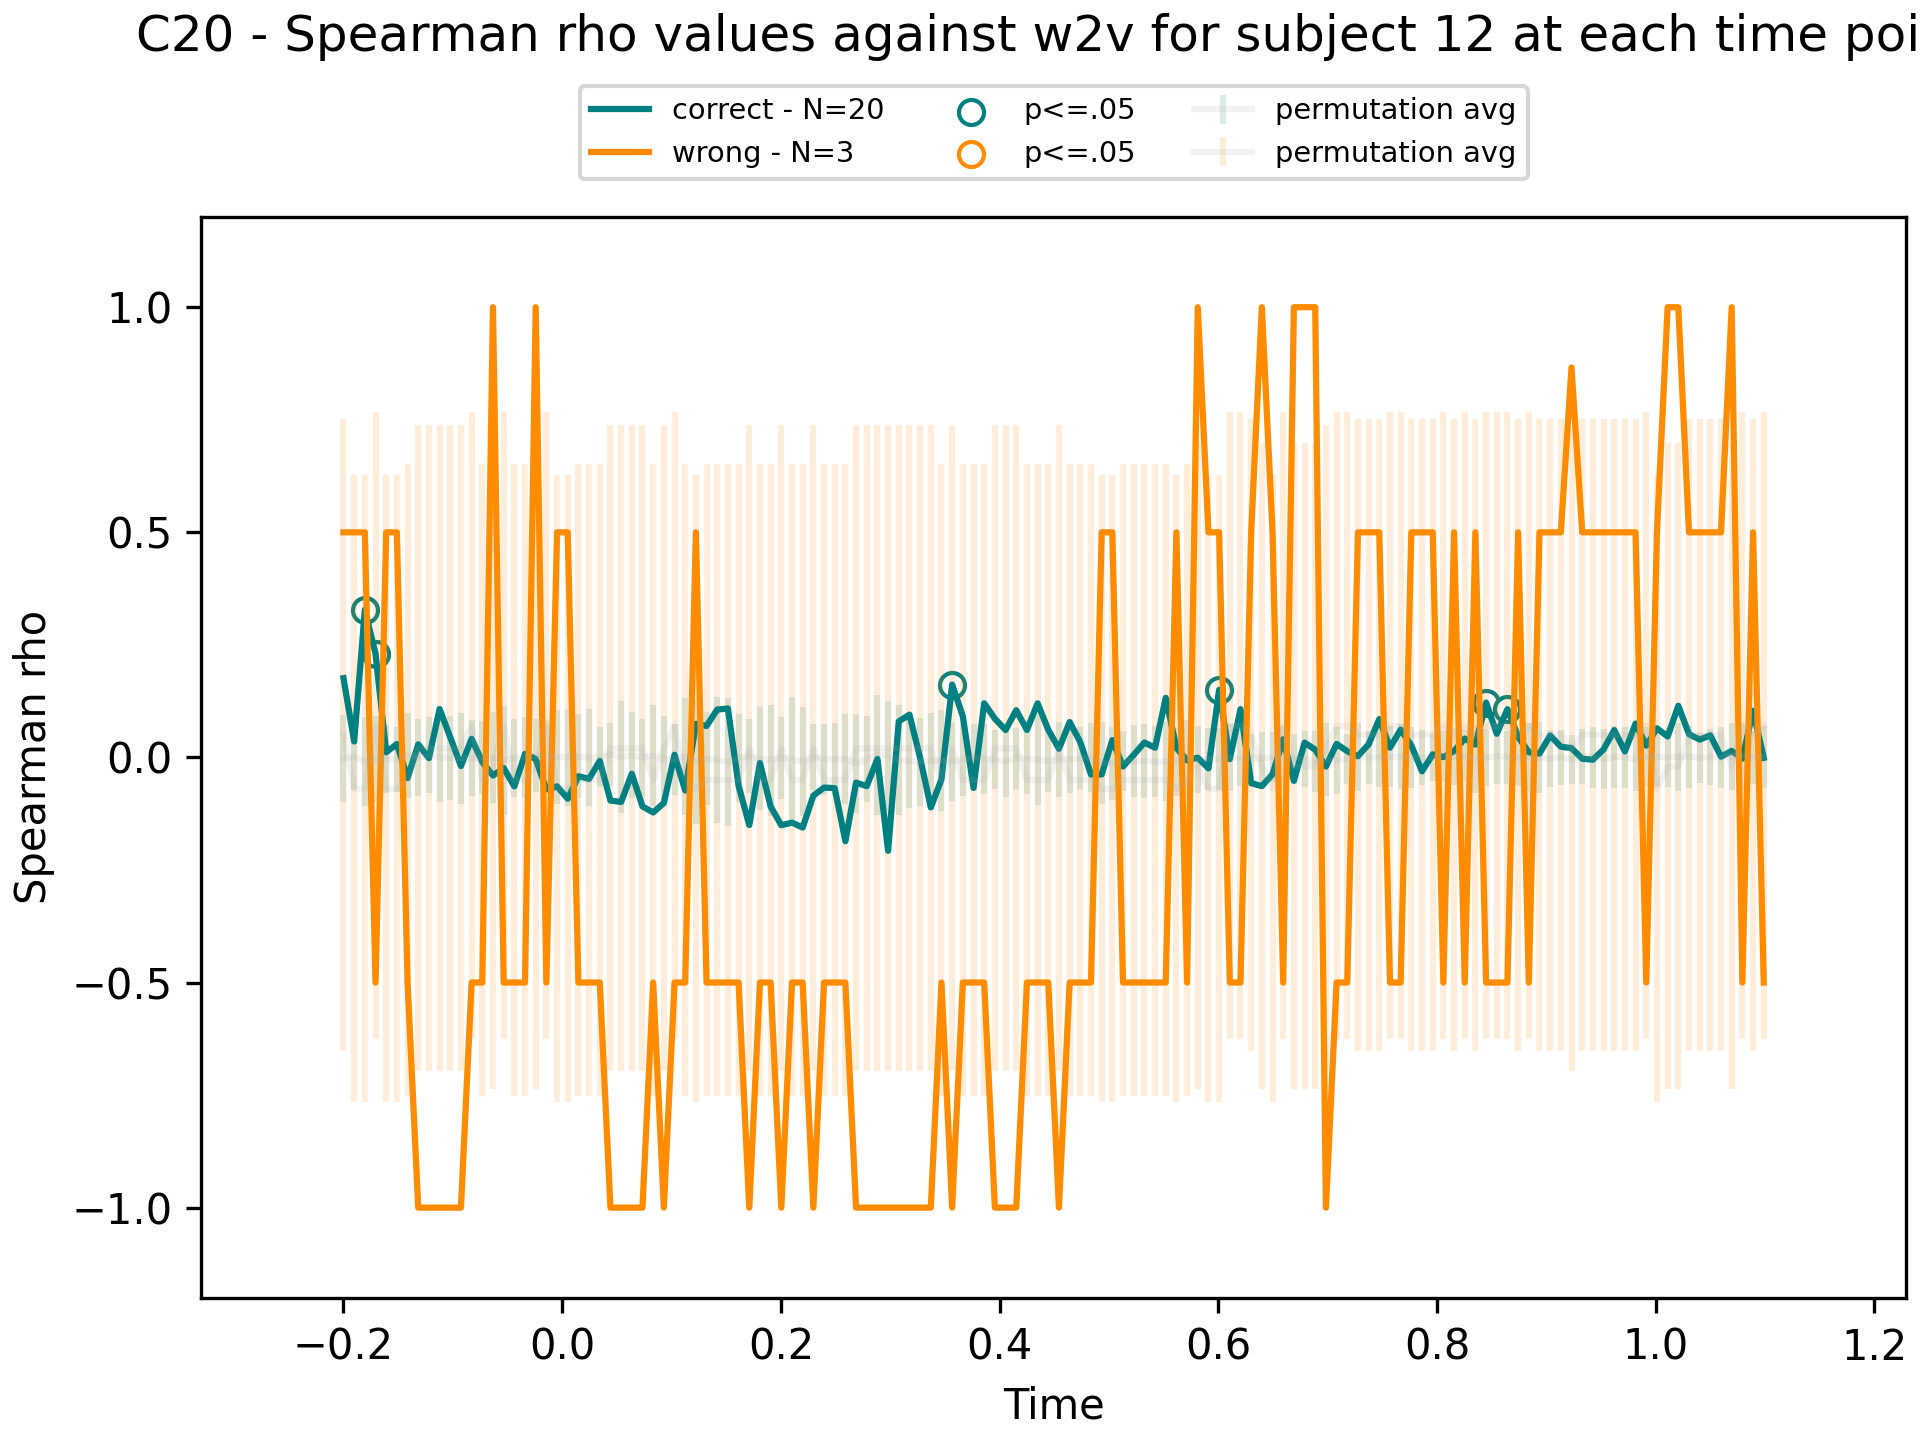 C20 - Spearman rho values against w2v for subject 12 at each time poi
correct - N=20
wrong - N=3
p<=.05
p<=.05
permutation avg
permutation avg
Spearman rho
1.0
0.5
0.0
−0.5
−1.0
−0.2
0.0
0.2
0.4
0.6
0.8
1.0
1.2
Time